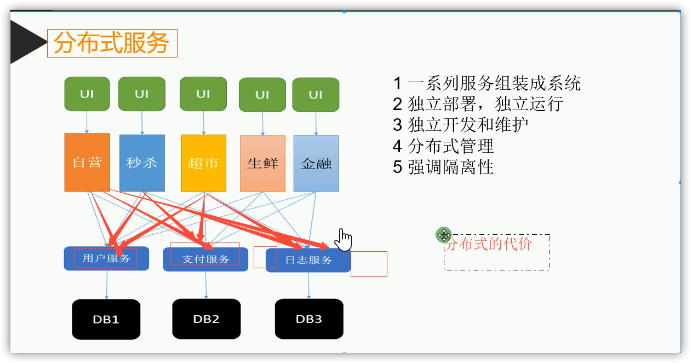 分布式服务
UI UI UI UI UI
自营 秒杀 超市 生鲜 金融
用户服务 支付服务 日志服务
DB1 DB2 DB3
1 一系列服务组装成系统
2 独立部署，独立运行
3 独立开发和维护
4 分布式管理
5 强调隔离性
分布式的代价